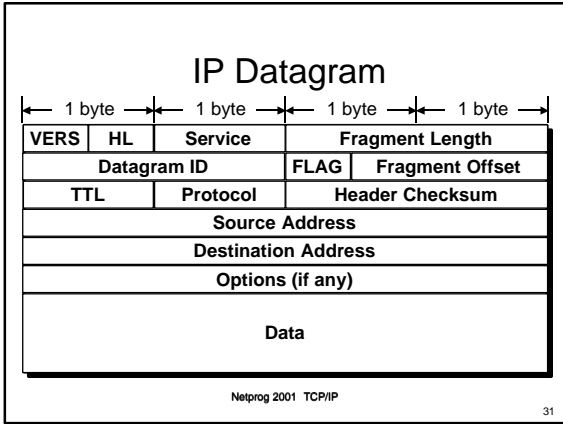 IP Datagram
1 byte 1 byte 1 byte 1 byte
VERS HL Service Fragment Length
Datagram ID FLAG Fragment Offset
TTL Protocol Header Checksum
Source Address
Destination Address
Options (if any)
Data
Netprog 2001 TCP/IP
31